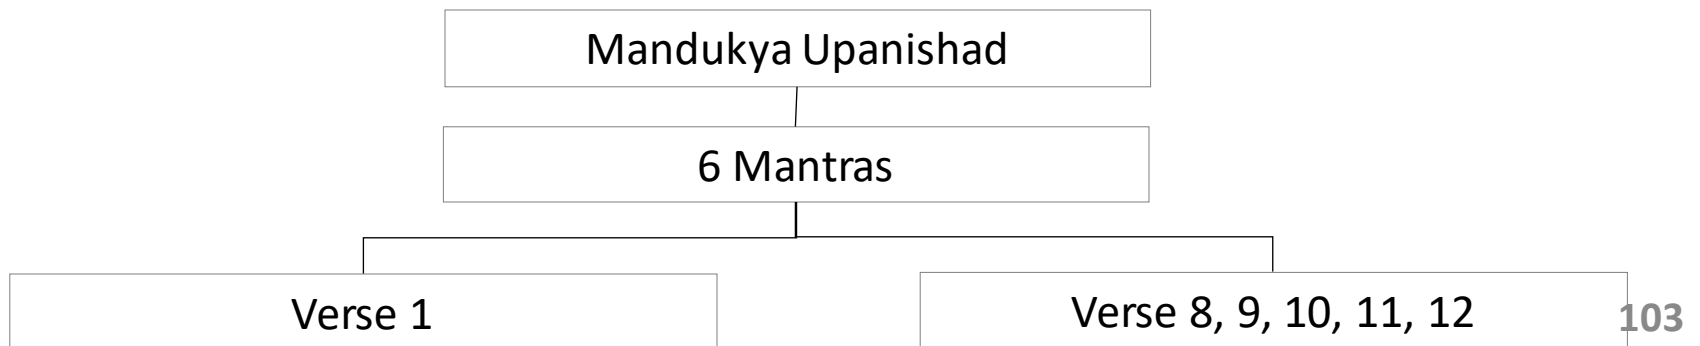 Mandukya Upanishad
6 Mantras
Verse 1
Verse 8, 9, 10, 11, 12
103